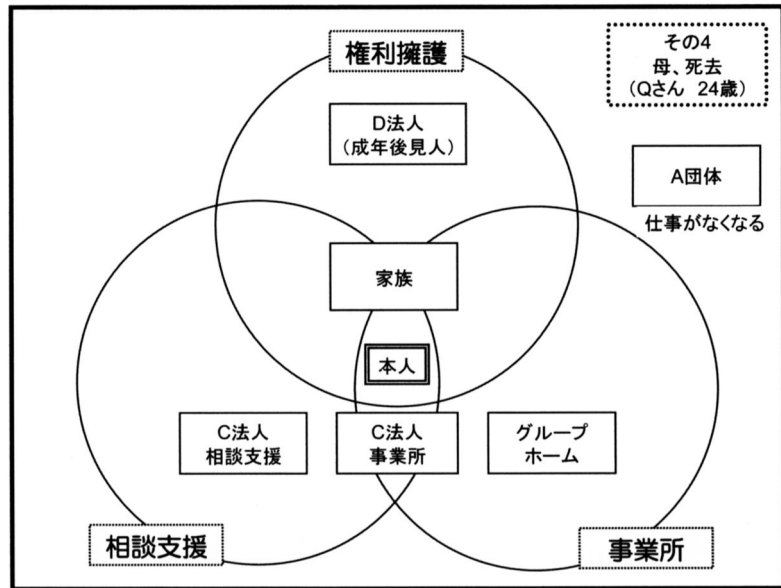 権利擁護
その4
母、死去
（Qさん 24歳）
D法人
（成年後見人）
A団体
仕事がなくなる
家族
本人
C法人
相談支援
C法人
事業所
グループ
ホーム
相談支援
事業所